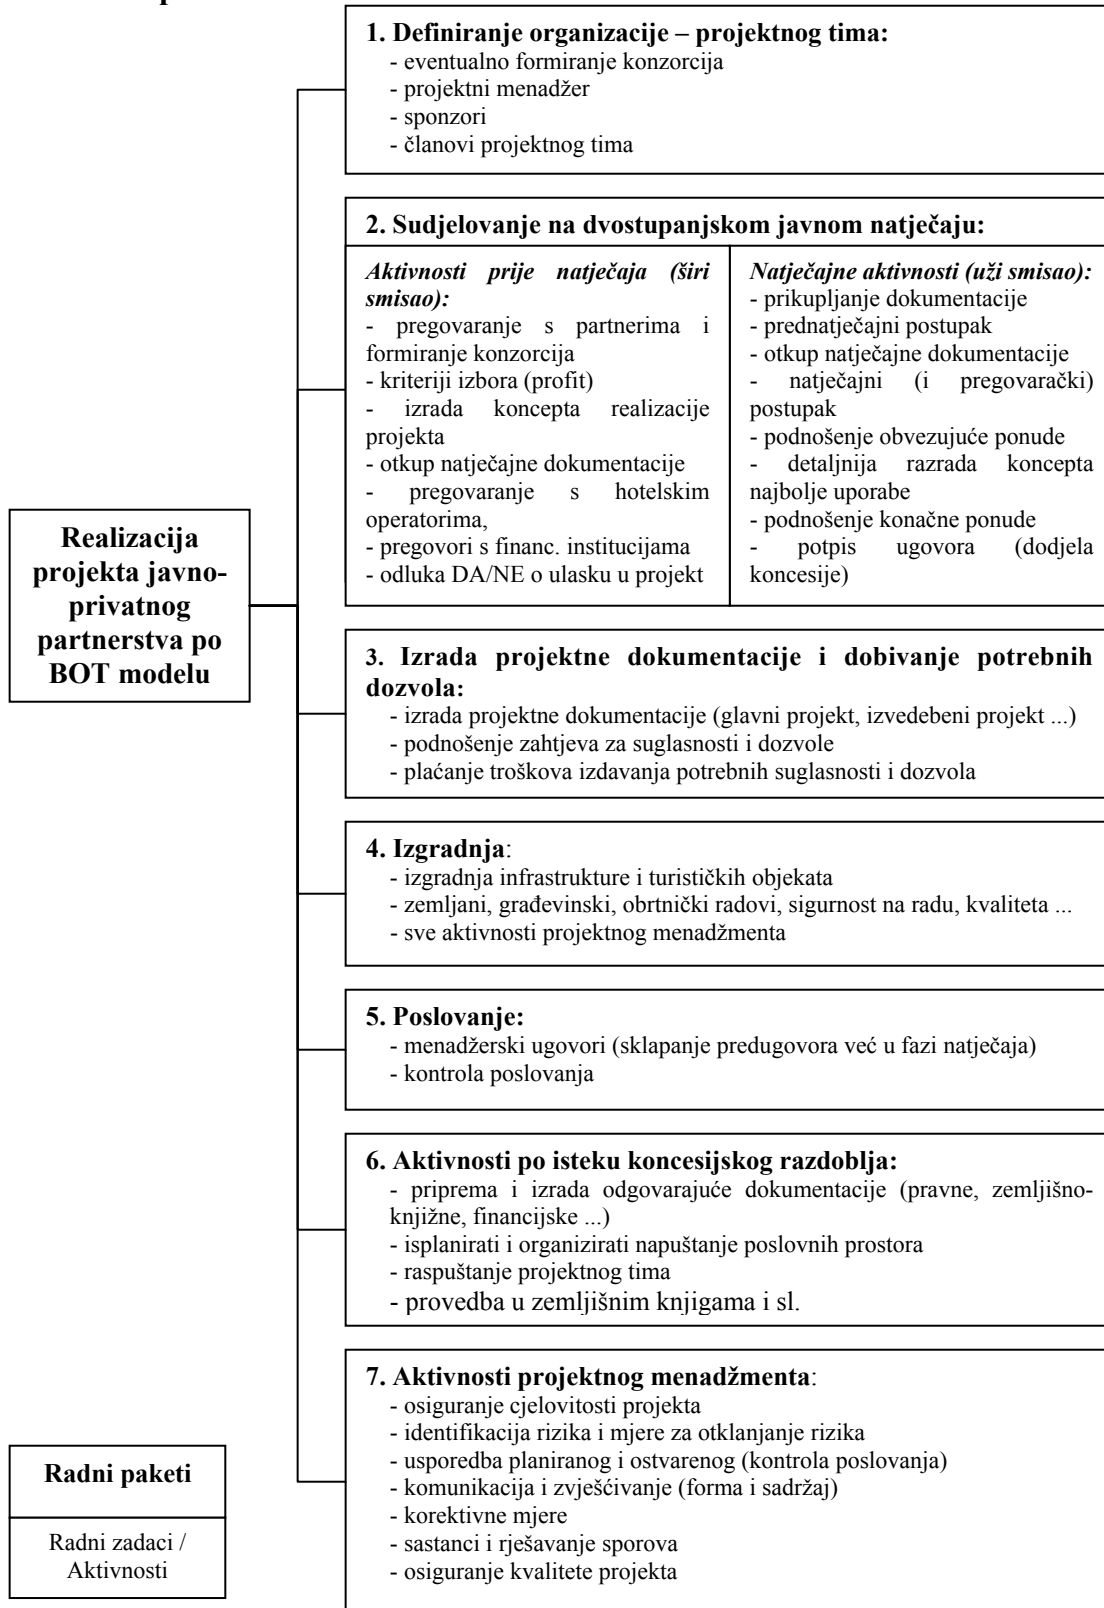 1. Definiranje organizacije – projektnog tima:
- eventualno formiranje konzorcija
- projektni menadžer
- sponzori
- članovi projektnog tima
2. Sudjelovanje na dvostupanjskom javnom natječaju:
Aktivnosti prije natječaja (širi
smisao):
- pregovaranje s partnerima i
formiranje konzorcija
- kriteriji izbora (profit)
- izrada koncepta realizacije
projekta
- otkup natječajne dokumentacije
- pregovaranje s hotelskim
operatorima,
- pregovori s financ. institucijama
- odluka DA/NE o ulasku u projekt
Natječajne aktivnosti (uži smisao):
- prikupljanje dokumentacije
- prednatječajni postupak
- otkup natječajne dokumentacije
- natječajni (i pregovarački)
postupak
- podnošenje obvezujuće ponude
- detaljnija razrada koncepta
najbolje uporabe
- podnošenje konačne ponude
- potpis ugovora (dodjela
koncesije)
Realizacija
projekta javno-
privatnog
partnerstva po
BOT modelu
3. Izrada projektne dokumentacije i dobivanje potrebnih
dozvola:
- izrada projektne dokumentacije (glavni projekt, izvedebeni projekt ...)
- podnošenje zahtjeva za suglasnosti i dozvole
- plaćanje troškova izdavanja potrebnih suglasnosti i dozvola
4. Izgradnja:
- izgradnja infrastrukture i turističkih objekata
- zemljani, građevinski, obrtnički radovi, sigurnost na radu, kvaliteta ...
- sve aktivnosti projektnog menadžmenta
5. Poslovanje:
- menadžerski ugovori (sklapanje predugovora već u fazi natječaja)
- kontrola poslovanja
6. Aktivnosti po isteku koncesijskog razdoblja:
- priprema i izrada odgovarajuće dokumentacije (pravne, zemljišno-
knjižne, financijske ...)
- isplanirati i organizirati napuštanje poslovnih prostora
- raspuštanje projektnog tima
- provedba u zemljišnim knjigama i sl.
7. Aktivnosti projektnog menadžmenta:
- osiguranje cjelovitosti projekta
- identifikacija rizika i mjere za otklanjanje rizika
- usporedba planiranog i ostvarenog (kontrola poslovanja)
- komunikacija i zvješćivanje (forma i sadržaj)
- korektivne mjere
- sastanci i rješavanje sporova
- osiguranje kvalitete projekta
Radni paketi
Radni zadaci /
Aktivnosti